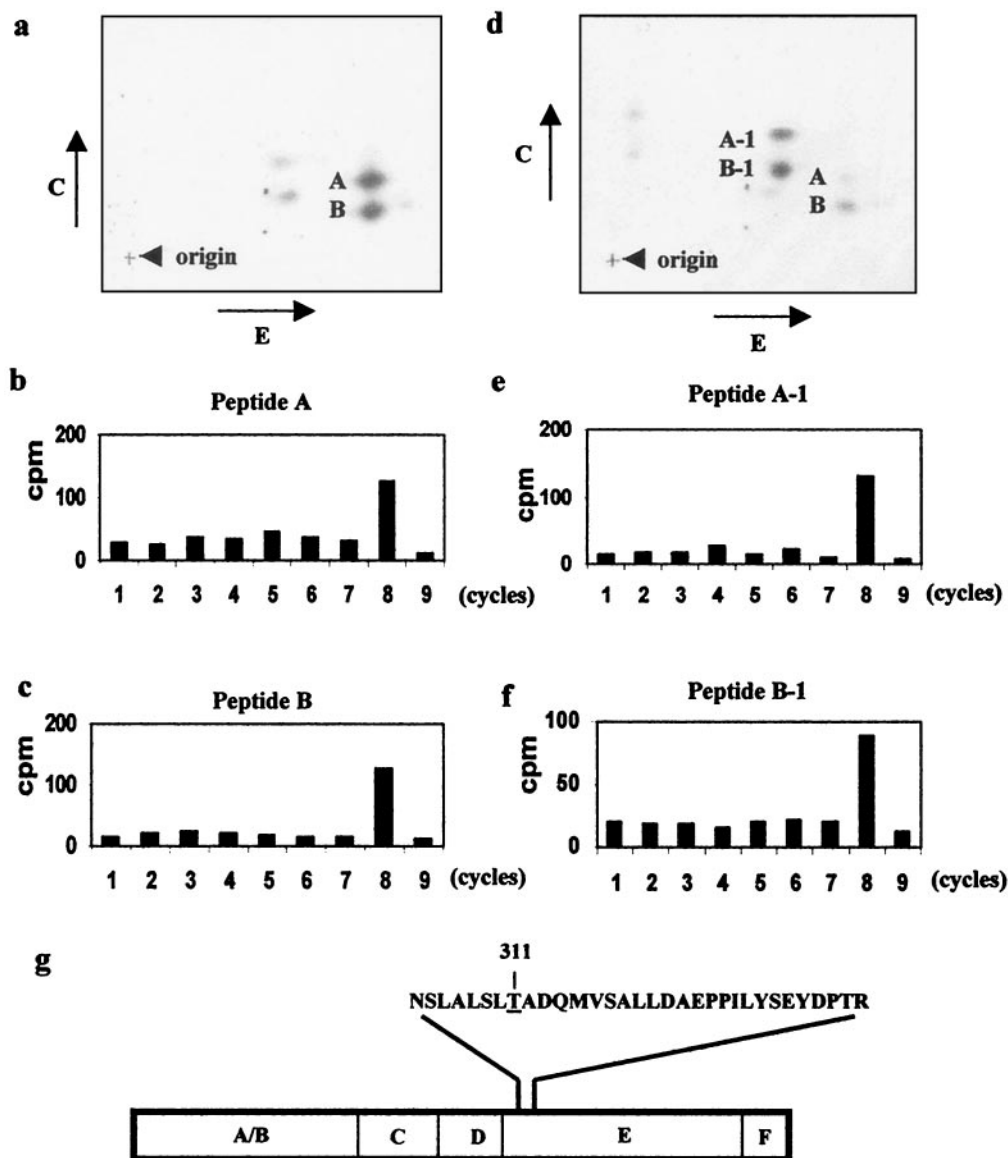 a
C
A
B
origin
E
d
C
A-1
B-1
A
B
origin
E
b
Peptide A
200
100
0
cpm
1 2 3 4 5 6 7 8 9 (cycles)
e
Peptide A-1
200
100
0
cpm
1 2 3 4 5 6 7 8 9 (cycles)
c
Peptide B
200
100
0
cpm
1 2 3 4 5 6 7 8 9 (cycles)
f
Peptide B-1
100
50
0
cpm
1 2 3 4 5 6 7 8 9 (cycles)
g
311
NSLALSLTADQMVSALLDAEPPILYSEYDPTR
A/B C D E F